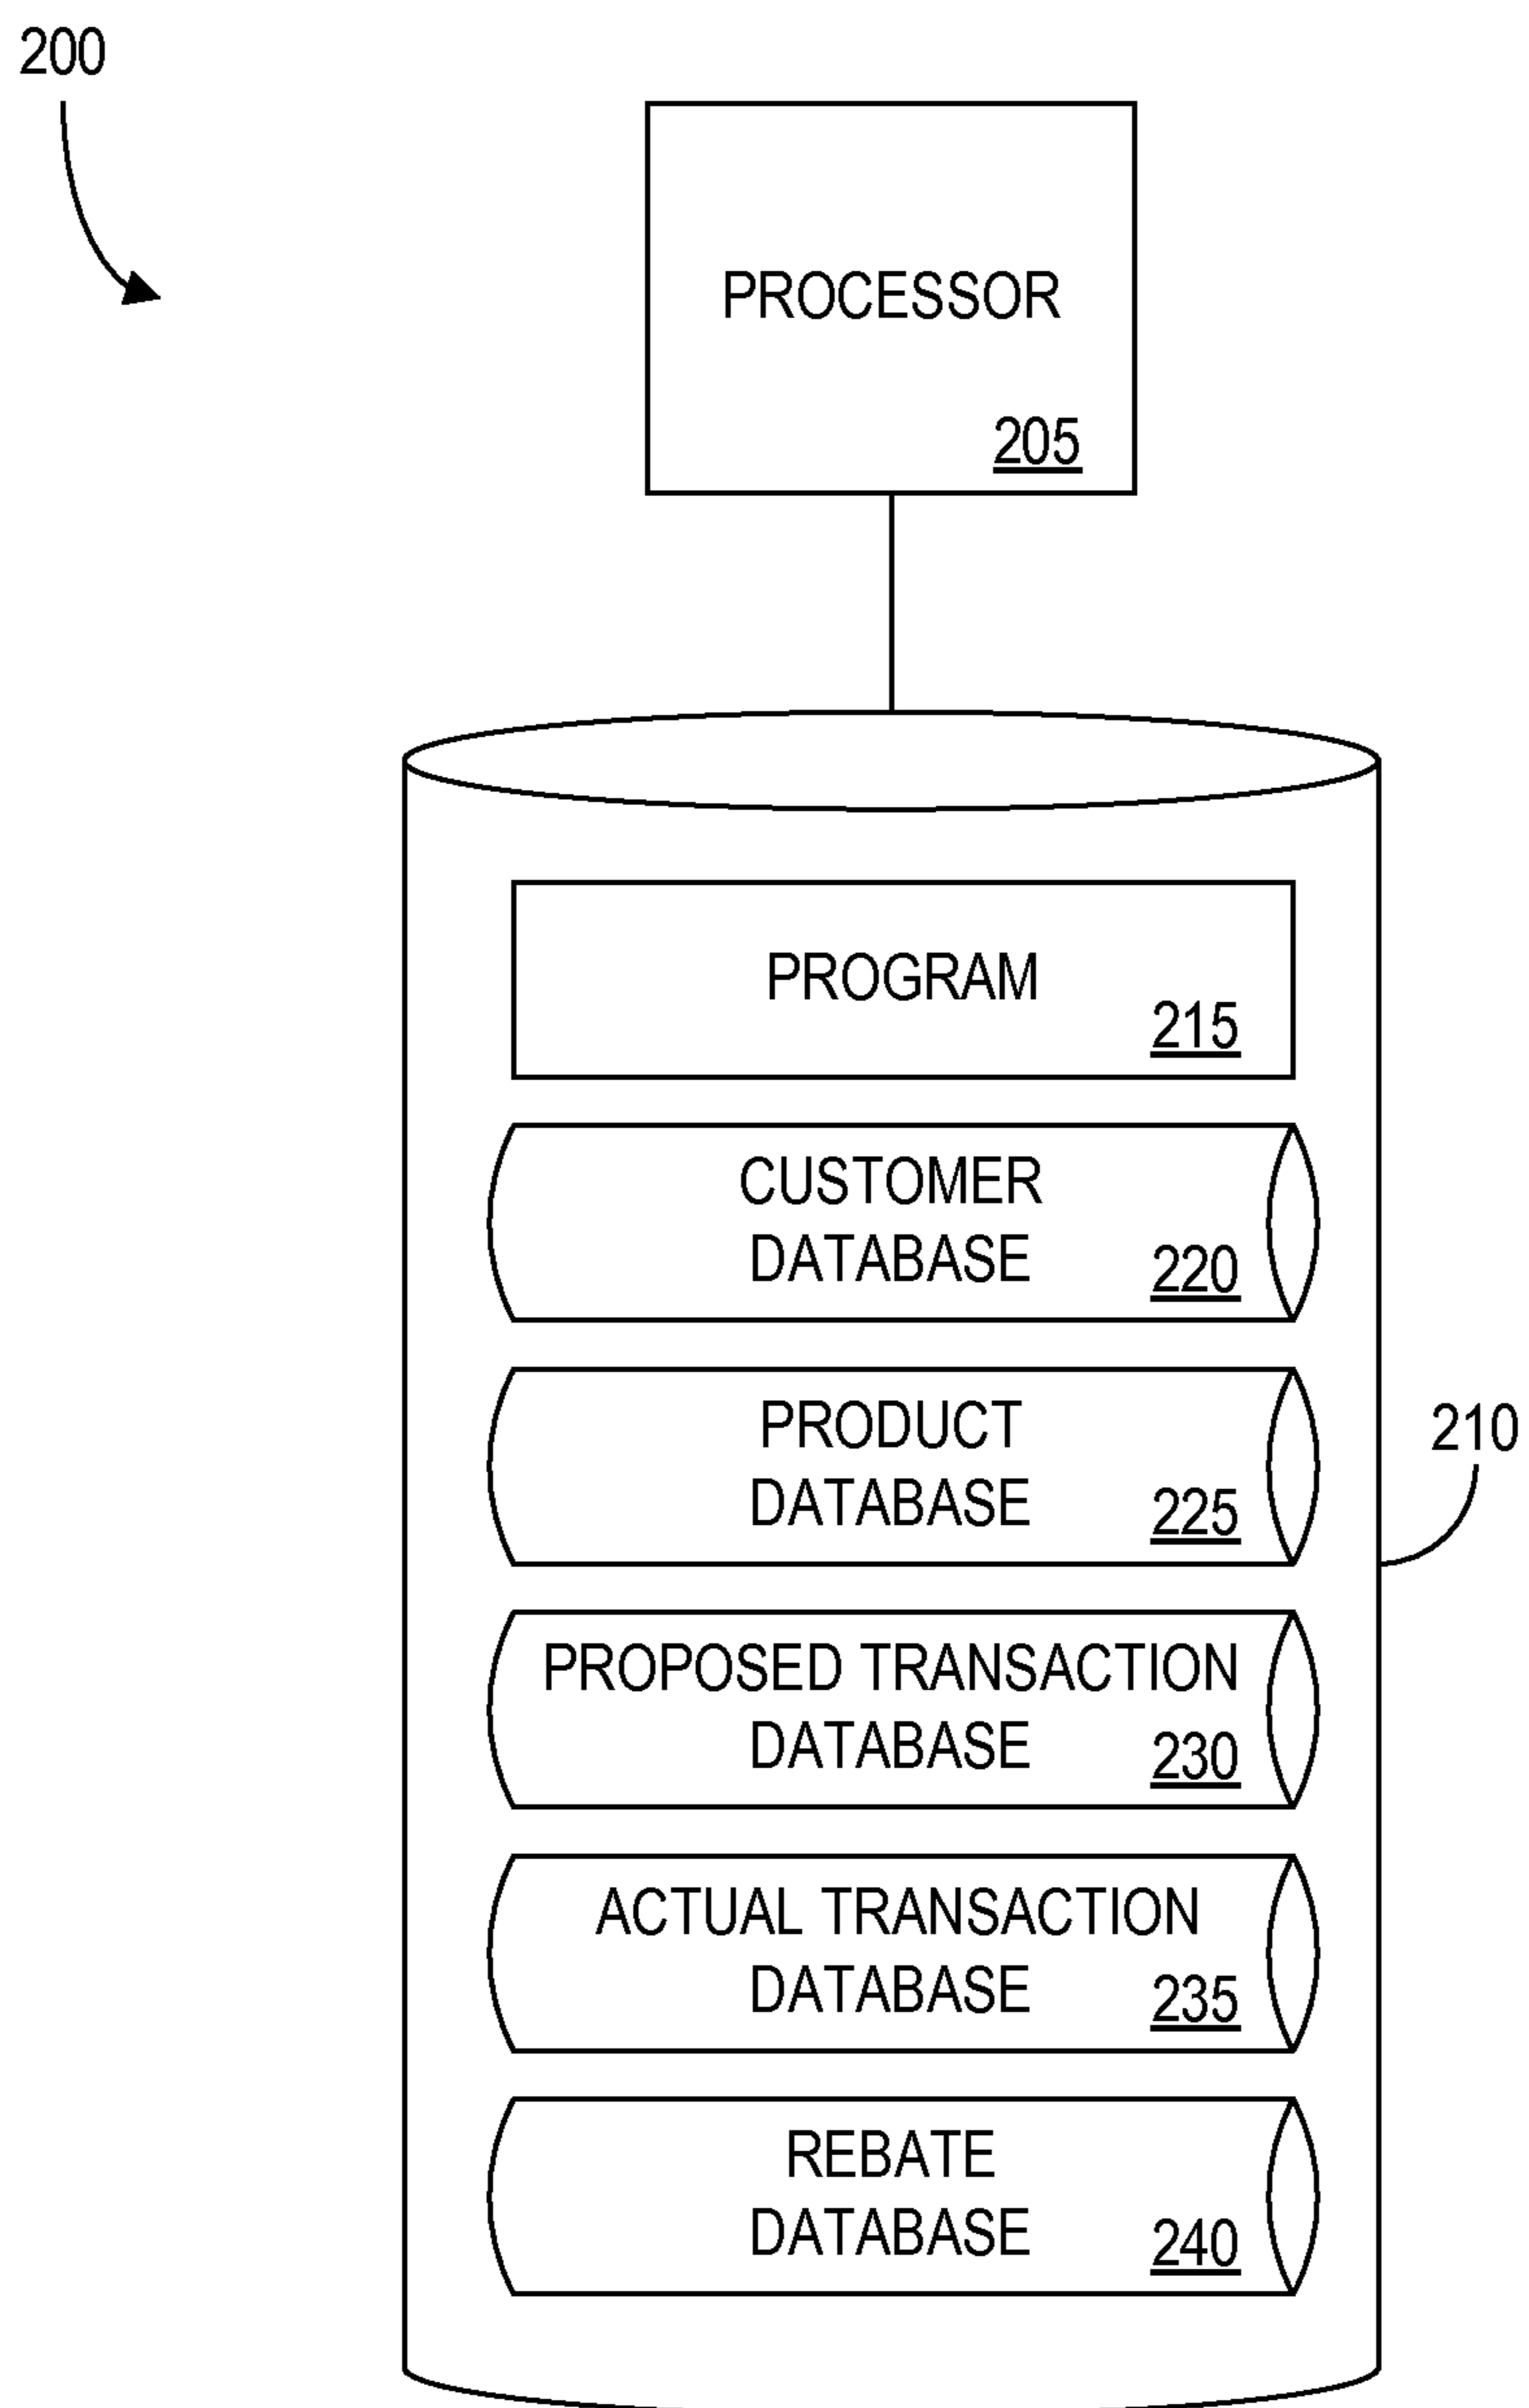 200
PROCESSOR
205
PROGRAM
215
CUSTOMER
DATABASE
220
PRODUCT
DATABASE
225
210
PROPOSED TRANSACTION
DATABASE
230
ACTUAL TRANSACTION
DATABASE
235
REBATE
DATABASE
240